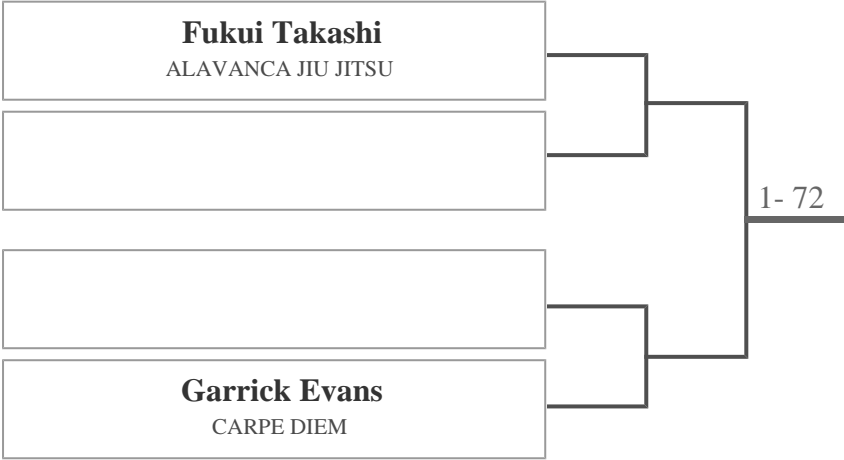 Fukui Takashi
ALAVANCA JIU JITSU
1- 72
Garrick Evans
CARPE DIEM